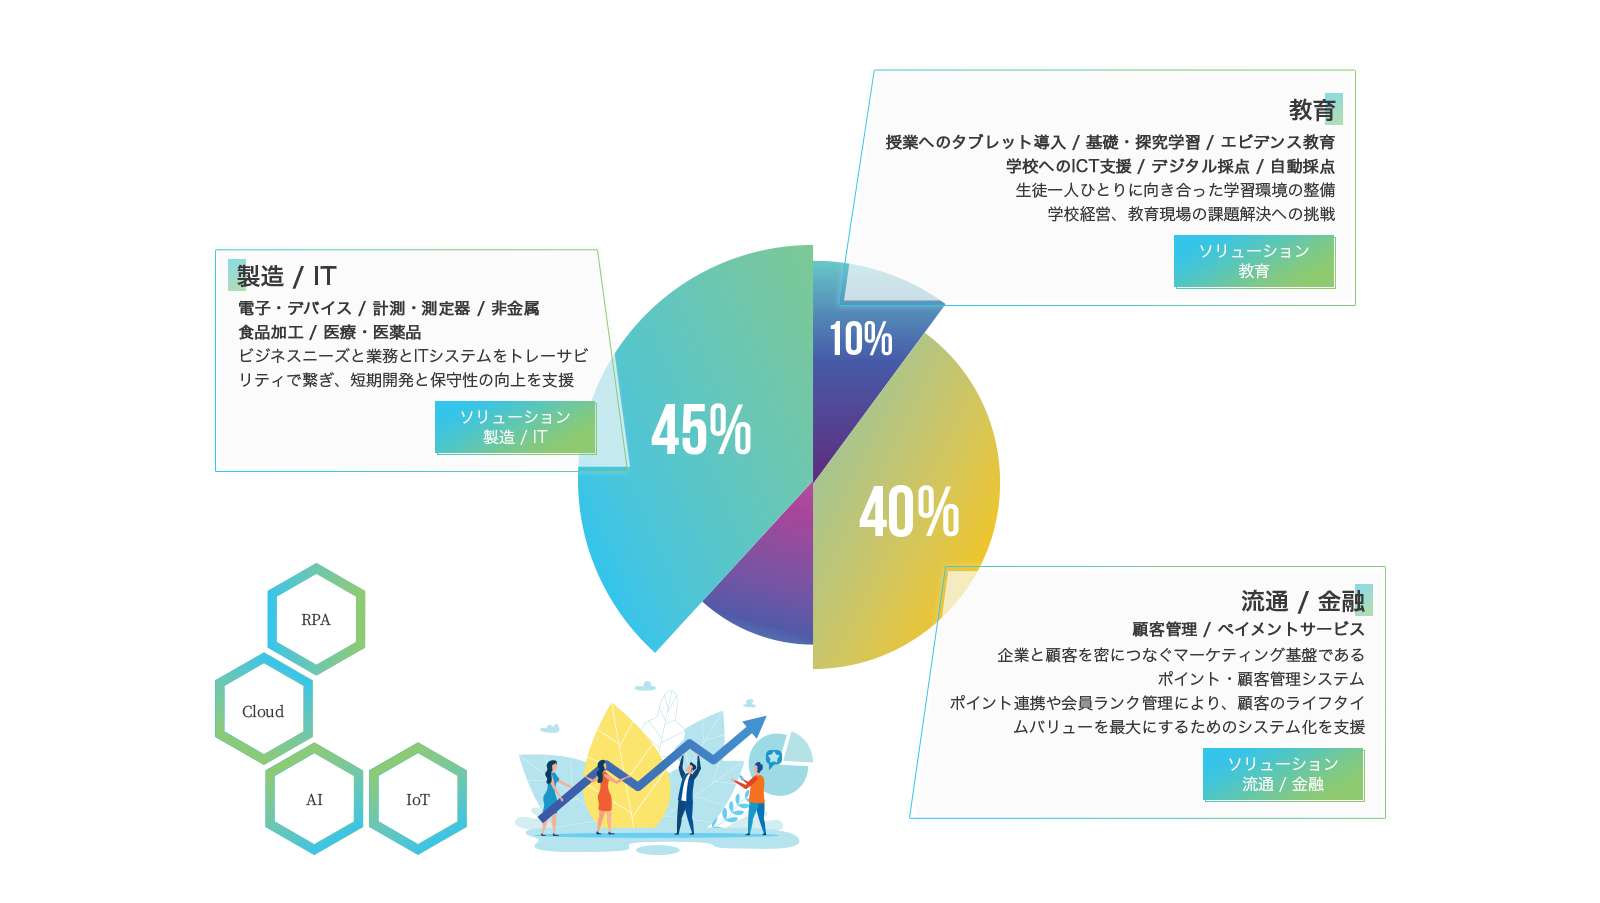 教育
授業へのタブレット導入 / 基礎・探究学習 / エビデンス教育
学校へのICT支援 / デジタル採点 / 自動採点
生徒一人ひとりに向き合った学習環境の整備
学校経営、教育現場の課題解決への挑戦
ソリューション
教育
製造 / IT
電子・デバイス / 計測・測定器 / 非金属
食品加工 / 医療・医薬品
ビジネスニーズと業務とITシステムをトレーサビ
リティで繋ぎ、短期開発と保守性の向上を支援
ソリューション
製造 / IT
10%
45%
40%
流通 / 金融
顧客管理 / ペイメントサービス
企業と顧客を密につなぐマーケティング基盤である
ポイント・顧客管理システム
ポイント連携や会員ランク管理により、顧客のライフタイ
ムバリューを最大にするためのシステム化を支援
ソリューション
流通 / 金融
RPA
Cloud
AI
IoT